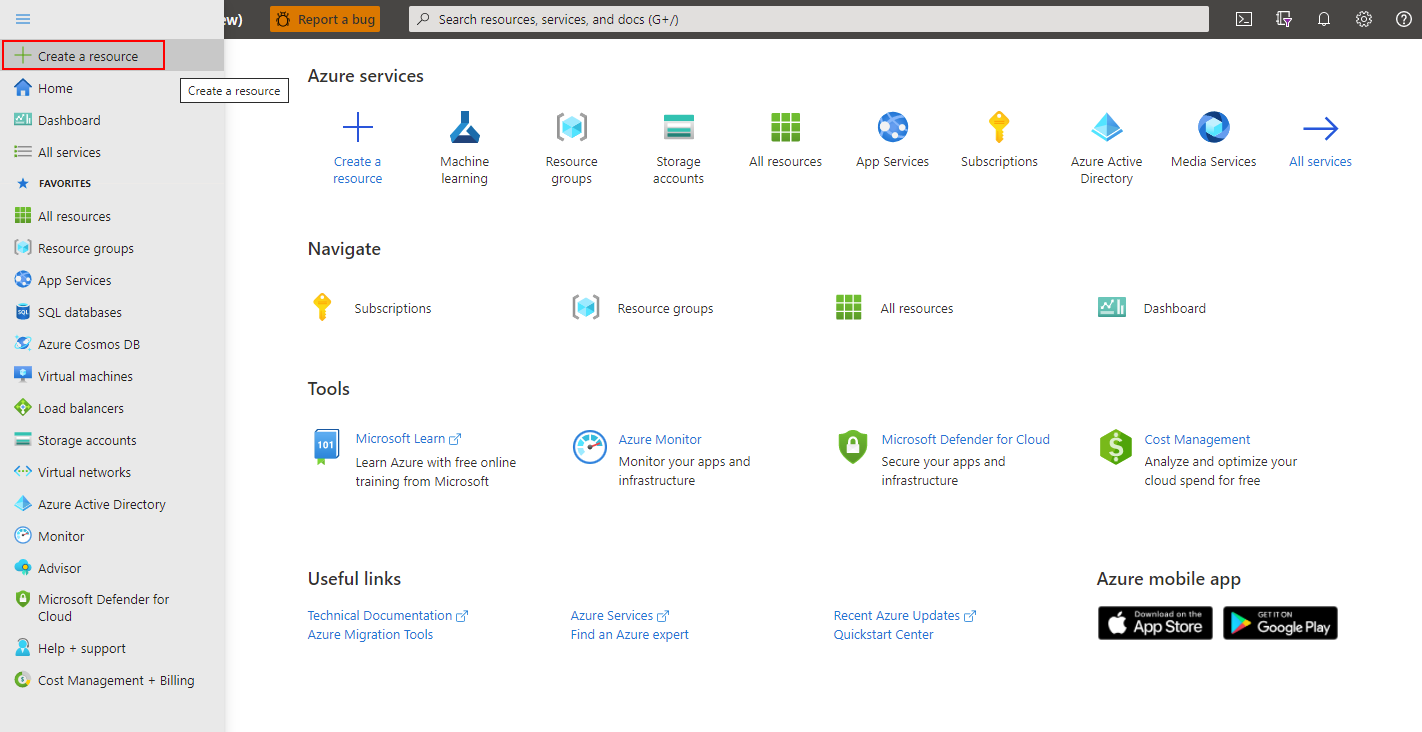 ew)
Report a bug
Search resources, services, and docs (G+/)
Create a resource
Home
Dashboard
All services
FAVORITES
All resources
Resource groups
App Services
SQL
SQL databases
Azure Cosmos DB
Virtual machines
Load balancers
Storage accounts
Virtual networks
Azure Active Directory
Monitor
Advisor
Microsoft Defender for
Cloud
Help + support
Cost Management + Billing
Create a resource
Azure services
Create a
resource
Machine
learning
Resource
groups
Storage
accounts
All resources
App Services
Subscriptions
Azure Active
Directory
Media Services
All services
Navigate
Subscriptions
Resource groups
All resources
Dashboard
Tools
101
Microsoft Learn
Learn Azure with free online
training from Microsoft
Azure Monitor
Monitor your apps and
infrastructure
Microsoft Defender for Cloud
Secure your apps and
infrastructure
Cost Management
Analyze and optimize your
cloud spend for free
Useful links
Technical Documentation
Azure Migration Tools
Azure Services
Find an Azure expert
Recent Azure Updates
Quickstart Center
Azure mobile app
Download on the
App Store
GET IT ON
Google Play